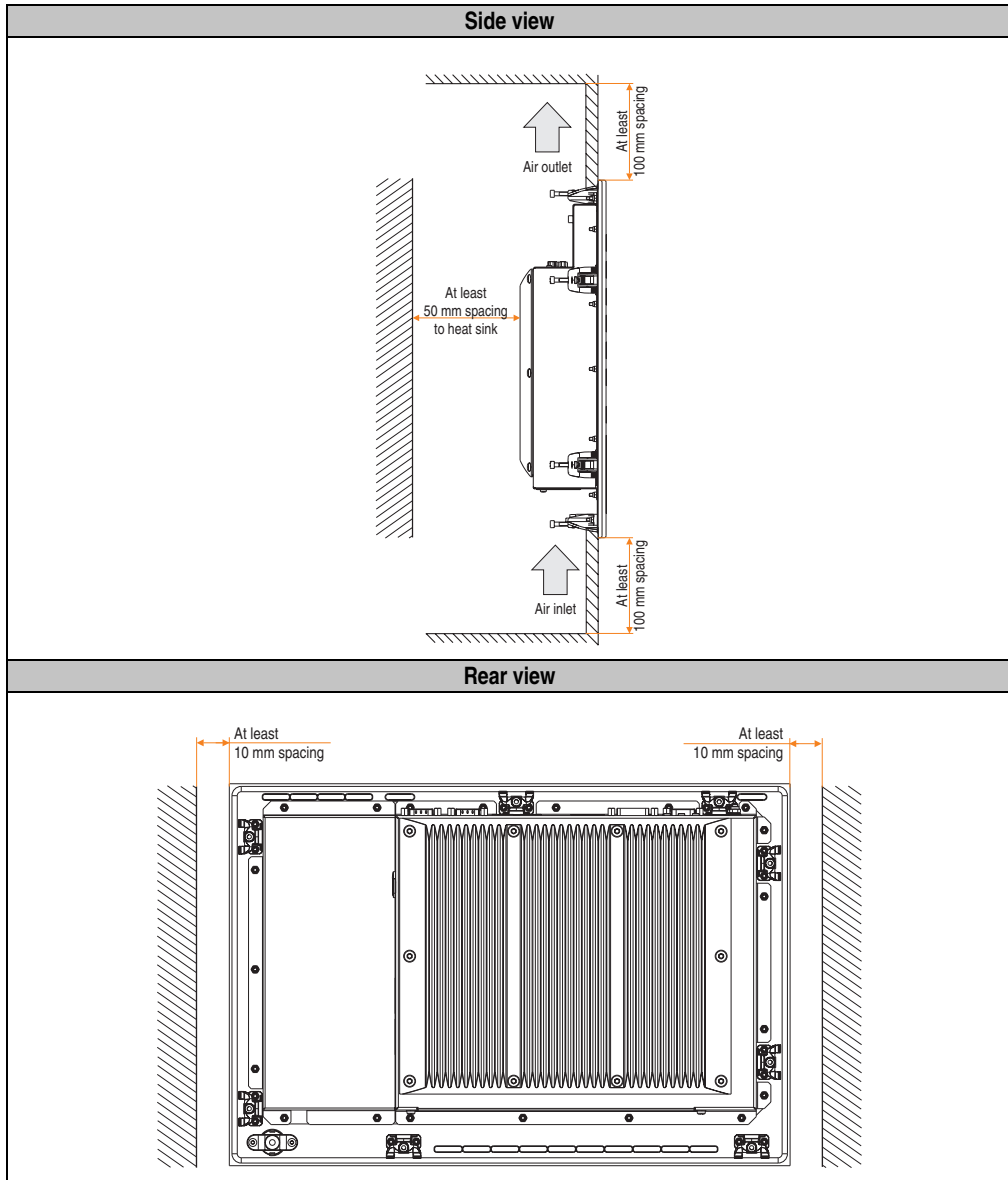 Side view
At least
100 mm spacing
Air outlet
At least
50 mm spacing
to heat sink
Air inlet
At least
100 mm spacing
Rear view
At least
10 mm spacing
At least
10 mm spacing